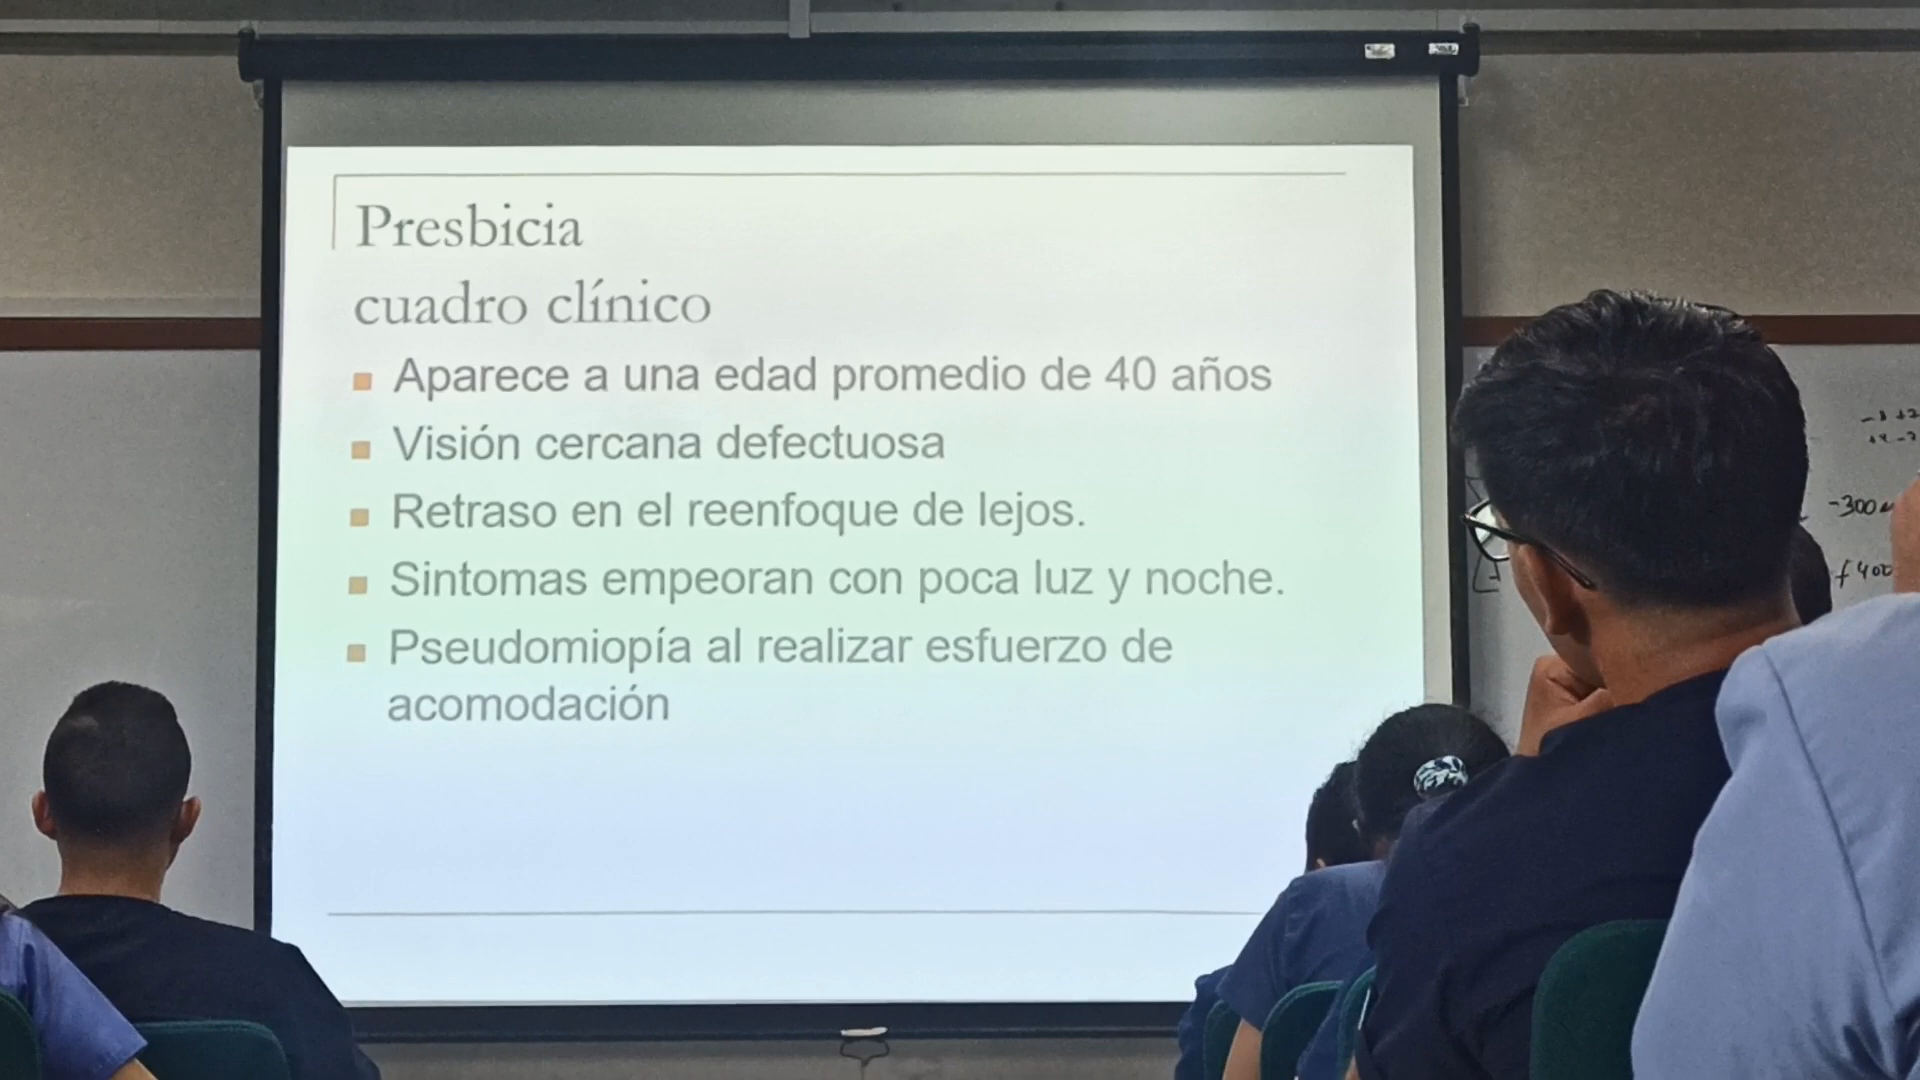 Presbicia
cuadro clínico
Aparece a una edad promedio de 40 años
Visión cercana defectuosa
Retraso en el reenfoque de lejos.
Sintomas empeoran con poca luz y noche.
Pseudomiopía al realizar esfuerzo de
acomodación
-300
+400